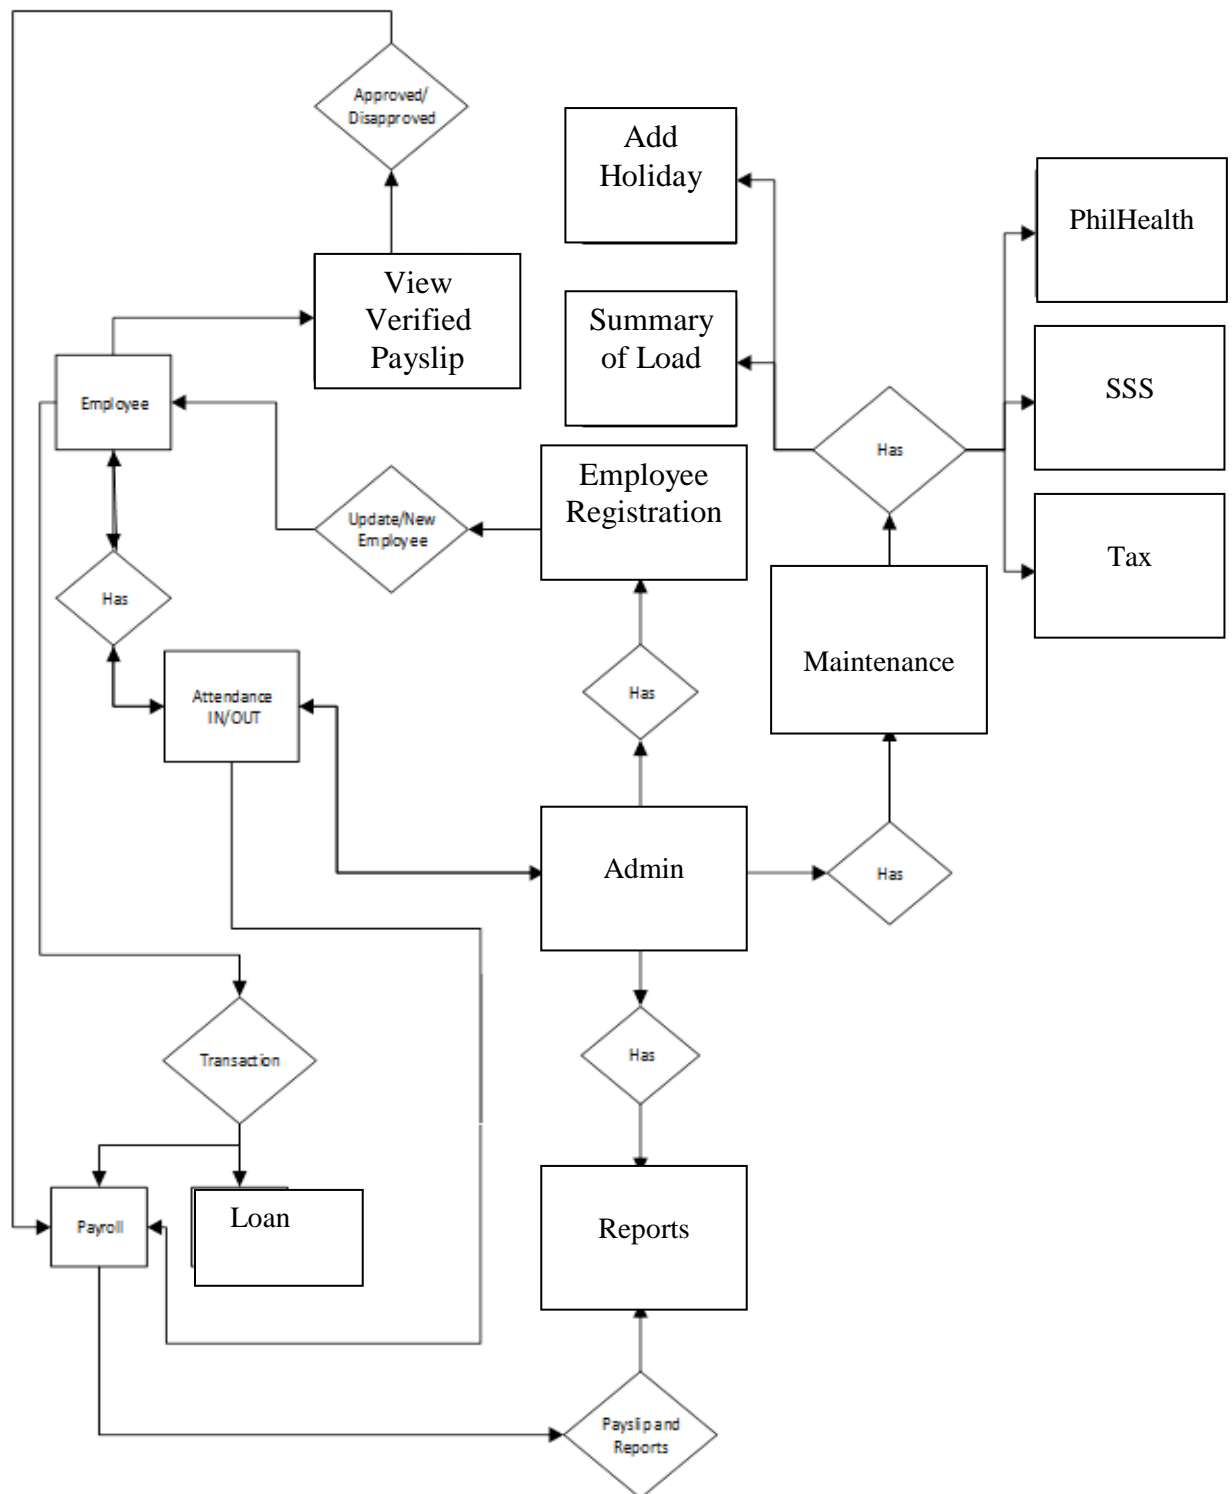 Approved/
Disapproved
Add
Holiday
PhilHealth
View
Verified
Payslip
Summary
of Load
SSS
Employee
Has
Employee
Registration
Update/New
Employee
Tax
Has
Maintenance
Attendance
IN/OUT
Has
Admin
Has
Transaction
Has
Payroll
Loan
Reports
Payslip and
Reports